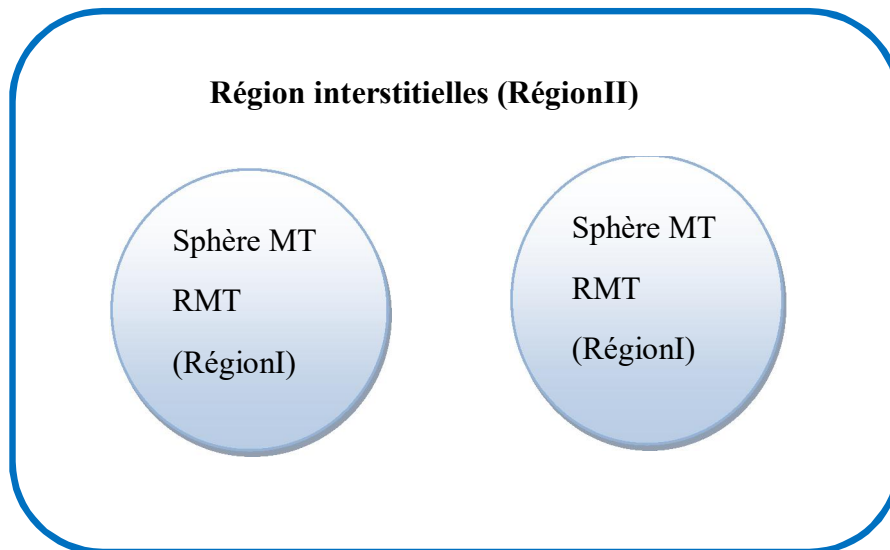 Région interstitielles (RégionII)
Sphère MT
RMT
(RégionI)
Sphère MT
RMT
(RégionI)